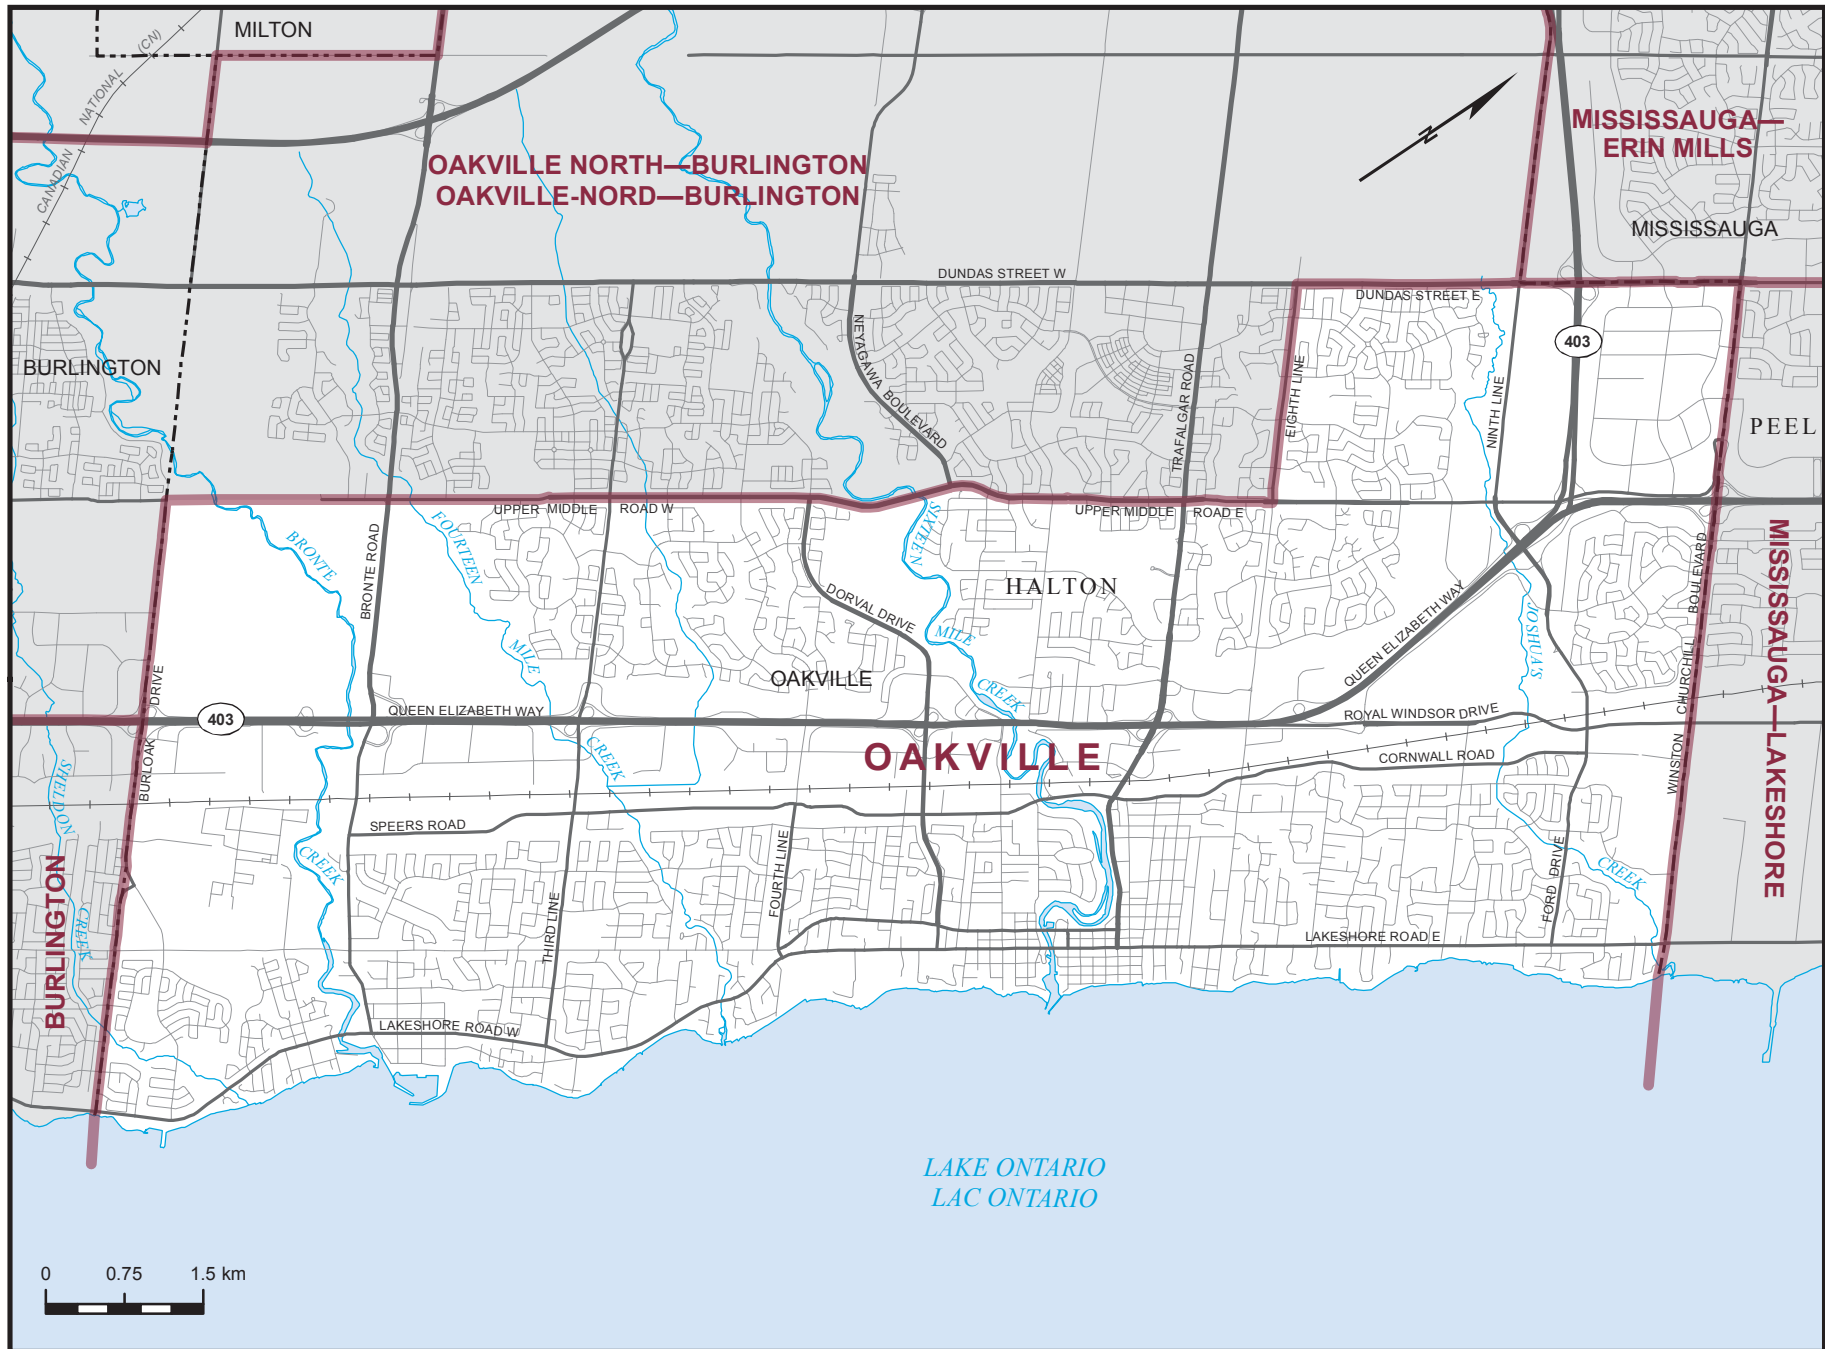 MILTON
(CN)
NATIONAL
CANADIAN
MISSISSAUGA—
ERIN MILLS
OAKVILLE NORTH—BURLINGTON
OAKVILLE-NORD—BURLINGTON
N
MISSISSAUGA
DUNDAS STREET W
DUNDAS STREET E
BURLINGTON
NEYAGAWA BOULEVARD
TRAFALGAR ROAD
EIGHTH LINE
NINTH LINE
403
PEEL
UPPER MIDDLE ROAD W
UPPER MIDDLE ROAD E
BRONTE
BRONTE ROAD
FOURTEEN
MILE
CREEK
SIXTEEN
MILE
CREEK
HALTON
DORVAL DRIVE
OAKVILLE
QUEEN ELIZABETH WAY
JOSHUA'S
WINSTON CHURCHILL BOULEVARD
MISSISSAUGA—LAKESHORE
BURLOAK DRIVE
403
QUEEN ELIZABETH WAY
ROYAL WINDSOR DRIVE
OAKVILLE
CORNWALL ROAD
SHELDON
CREEK
SPEERS ROAD
CREEK
FOURTH LINE
THIRD LINE
FORD DRIVE
CREEK
BURLINGTON
LAKESHORE ROAD E
LAKESHORE ROAD W
LAKE ONTARIO
LAC ONTARIO
0 0.75 1.5 km